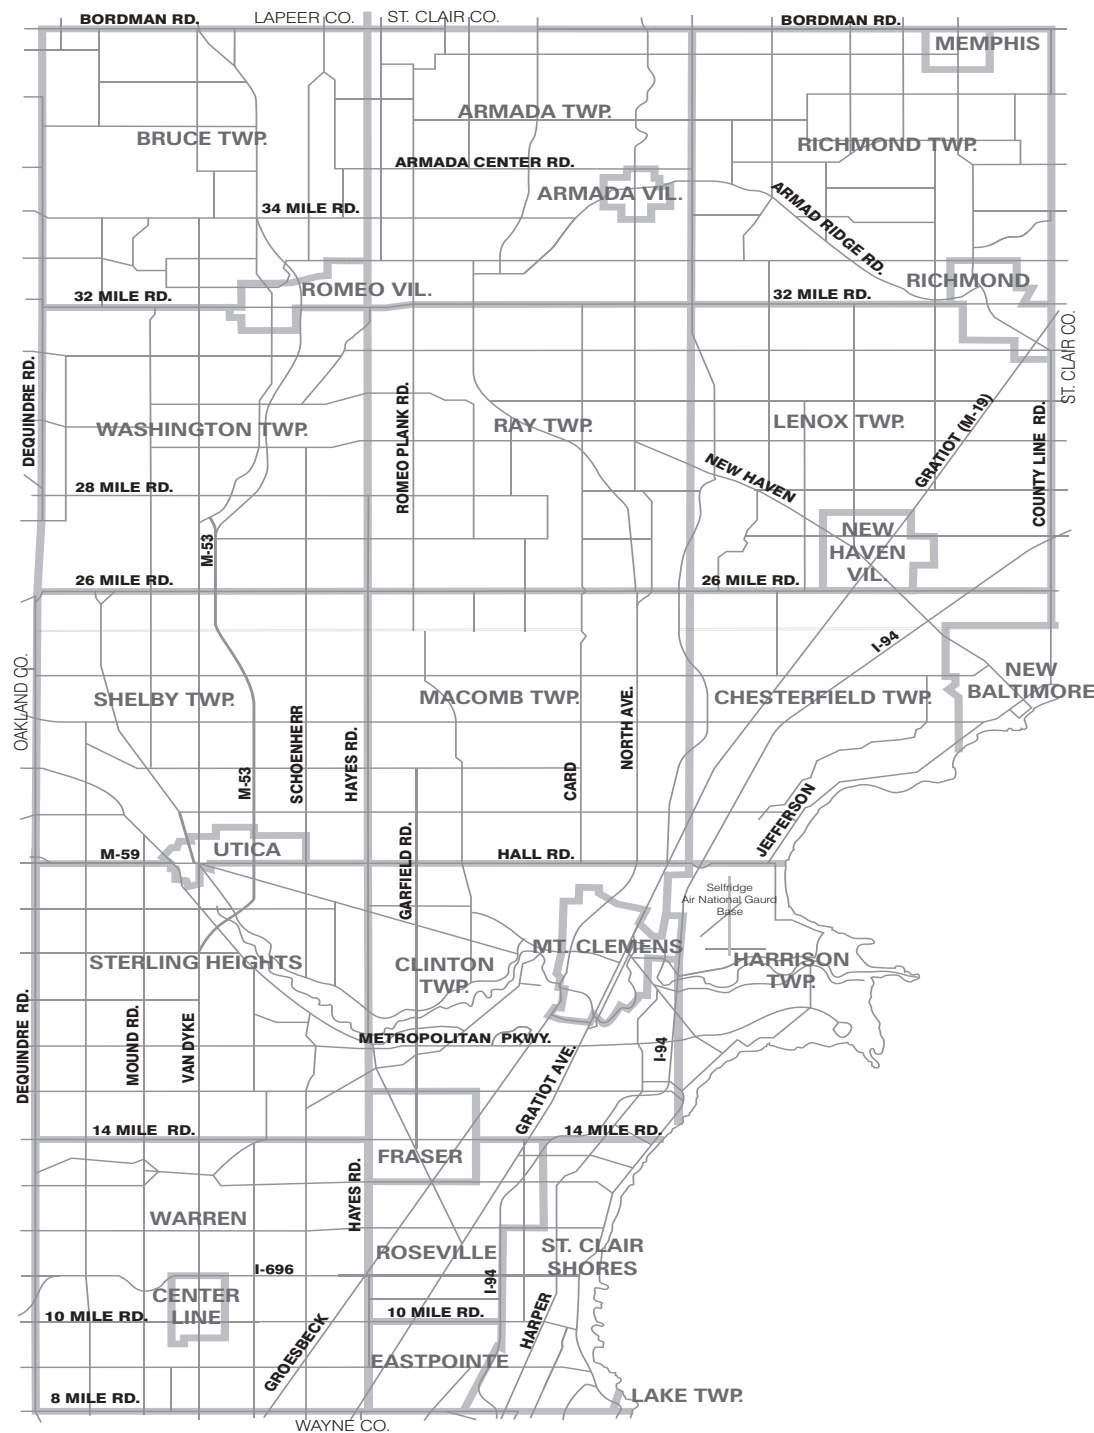 BORDMAN RD.
LAPEER CO.
ST. CLAIR CO.
BORDMAN RD.
MEMPHIS
ARMADA TWP.
BRUCE TWP.
RICHMOND TWP.
ARMADA CENTER RD.
ARMADA VIL.
34 MILE RD.
ARMAD RIDGE RD.
RICHMOND
ROMEO VIL.
32 MILE RD.
32 MILE RD.
ST. CLAIR CO.
DEQUINDRE RD.
ROMEO PLANK RD.
WASHINGTON TWP.
RAY TWP.
LENOX TWP.
GRATIOT (M-19)
COUNTY LINE RD.
NEW HAVEN
28 MILE RD.
M-53
NEW
HAVEN
VIL.
26 MILE RD.
26 MILE RD.
I-94
OAKLAND CO.
SHELBY TWP.
MACOMB TWP.
CHESTERFIELD TWP.
NEW
BALTIMORE
M-53
SCHOENHERR
HAYES RD.
CARD
NORTH AVE.
JEFFERSON
M-59
UTICA
GARFIELD RD.
HALL RD.
Selfridge
Air National Gaurd
Base
STERLING HEIGHTS
CLINTON
TWP.
MT. CLEMENS
HARRISON
TWP.
DEQUINDRE RD.
MOUND RD.
VAN DYKE
METROPOLITAN PKWY.
I-94
GRATIOT AVE.
14 MILE RD.
14 MILE RD.
FRASER
HAYES RD.
WARREN
ROSEVILLE
ST. CLAIR
SHORES
I-696
I-94
CENTER
LINE
10 MILE RD.
10 MILE RD.
HARPER
GROESBECK
EASTPOINTE
8 MILE RD.
LAKE TWP.
WAYNE CO.